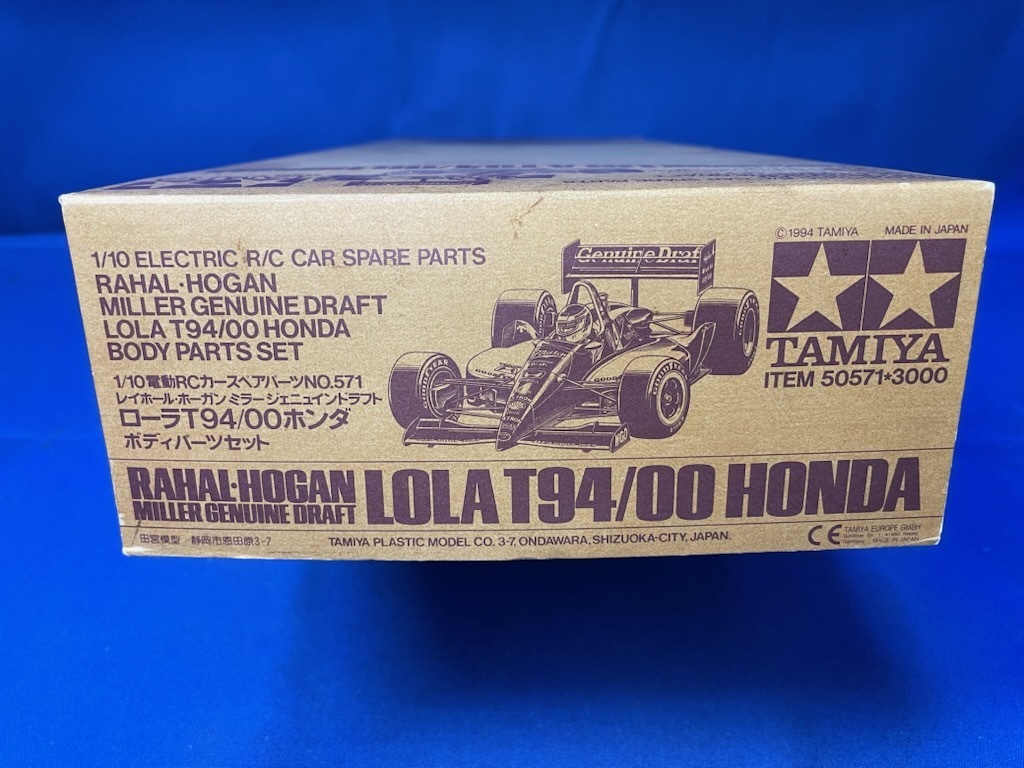 1/10 ELECTRIC R/C CAR SPARE PARTS
RAHAL·HOGAN
MILLER GENUINE DRAFT
LOLA T94/00 HONDA
BODY PARTS SET
1/10電動RCカースペアパーツNO.571
レイホール・ホーガン ミラージェニュイントラフト
ローラT94/00ホンダ
ボディパーツセット
Genuine Draf
GOODYEAR
©1994 TAMIYA MADE IN JAPAN
TAMIYA
ITEM 50571*3000
RAHAL·HOGAN
MILLER GENUINE DRAFT
LOLA T94/00 HONDA
田宮模型 静岡市恩田原3-7
TAMIYA PLASTIC MODEL CO. 3-7, ONDAWARA, SHIZUOKA-CITY, JAPAN.
CE
TAMIYA EUROPE GMBH
Germany MADE IN JAPAN